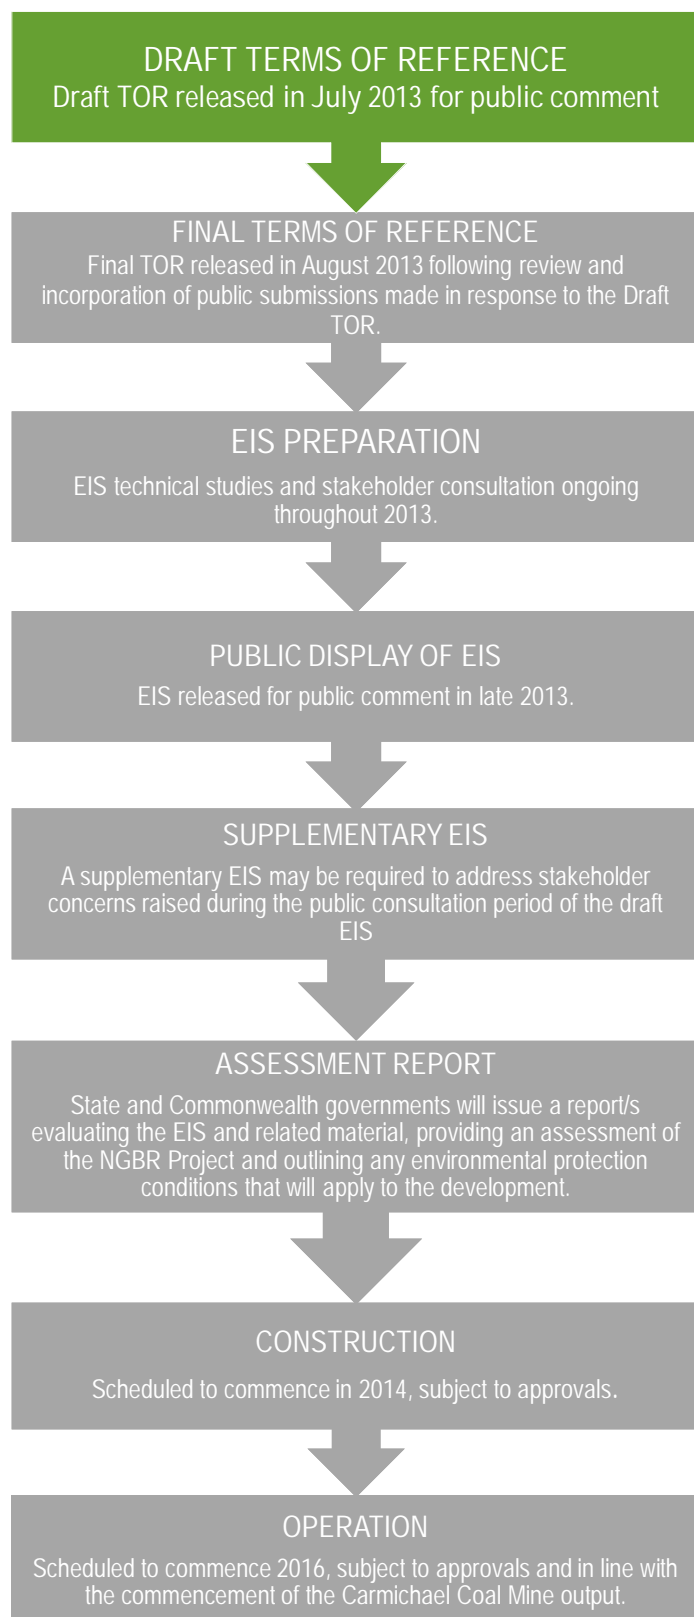 DRAFT TERMS OF REFERENCE
Draft TOR released in July 2013 for public comment
FINAL TERMS OF REFERENCE
Final TOR released in August 2013 following review and
incorporation of public submissions made in response to the Draft
TOR.
EIS PREPARATION
EIS technical studies and stakeholder consultation ongoing
throughout 2013.
PUBLIC DISPLAY OF EIS
EIS released for public comment in late 2013.
SUPPLEMENTARY EIS
A supplementary EIS may be required to address stakeholder
concerns raised during the public consultation period of the draft
EIS
ASSESSMENT REPORT
State and Commonwealth governments will issue a report/s
evaluating the EIS and related material, providing an assessment of
the NGBR Project and outlining any environmental protection
conditions that will apply to the development.
CONSTRUCTION
Scheduled to commence in 2014, subject to approvals.
OPERATION
Scheduled to commence 2016, subject to approvals and in line with
the commencement of the Carmichael Coal Mine output.